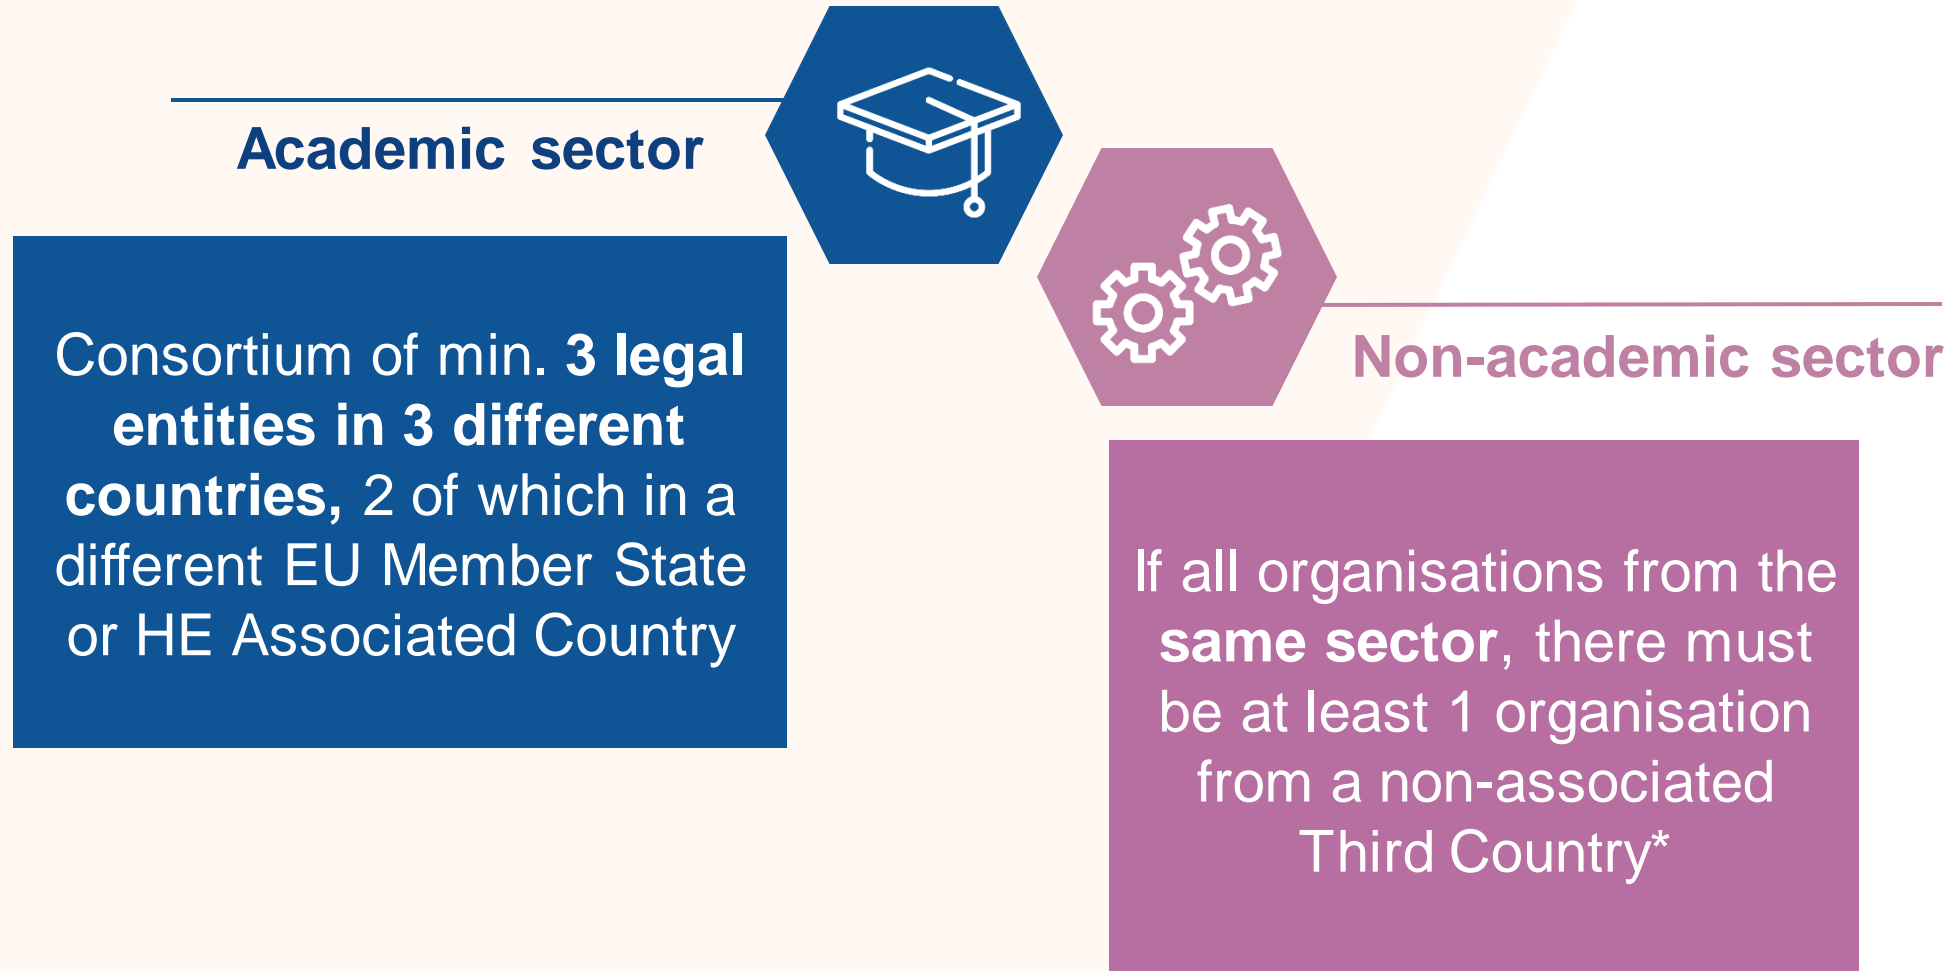 Academic sector
Consortium of min. 3 legal
entities in 3 different
countries, 2 of which in a
different EU Member State
or HE Associated Country
Non-academic sector
If all organisations from the
same sector, there must
be at least 1 organisation
from a non-associated
Third Country*